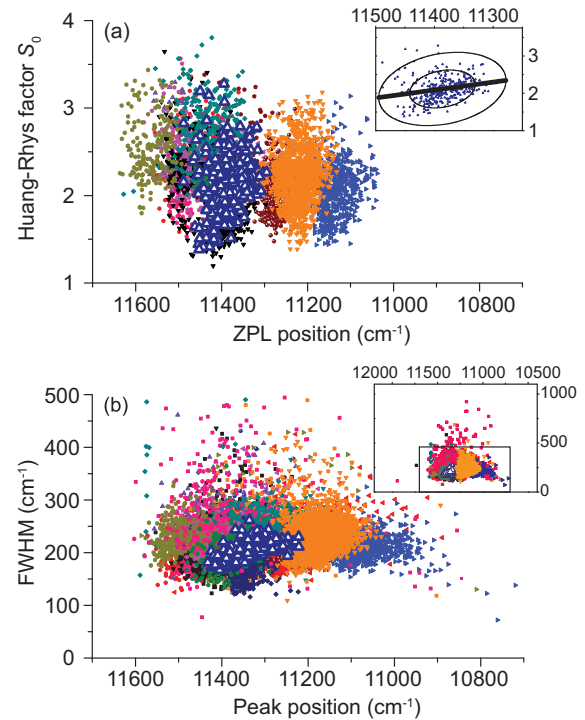 (a)
Huang-Rhys factor S0
4
3
2
1
11600 11400 11200 11000 10800
ZPL position (cm-1)
11500 11400 11300
3
2
1
(b)
FWHM (cm-1)
500
400
300
200
100
0
11600 11400 11200 11000 10800
Peak position (cm-1)
12000 11500 11000 10500
1000
500
0